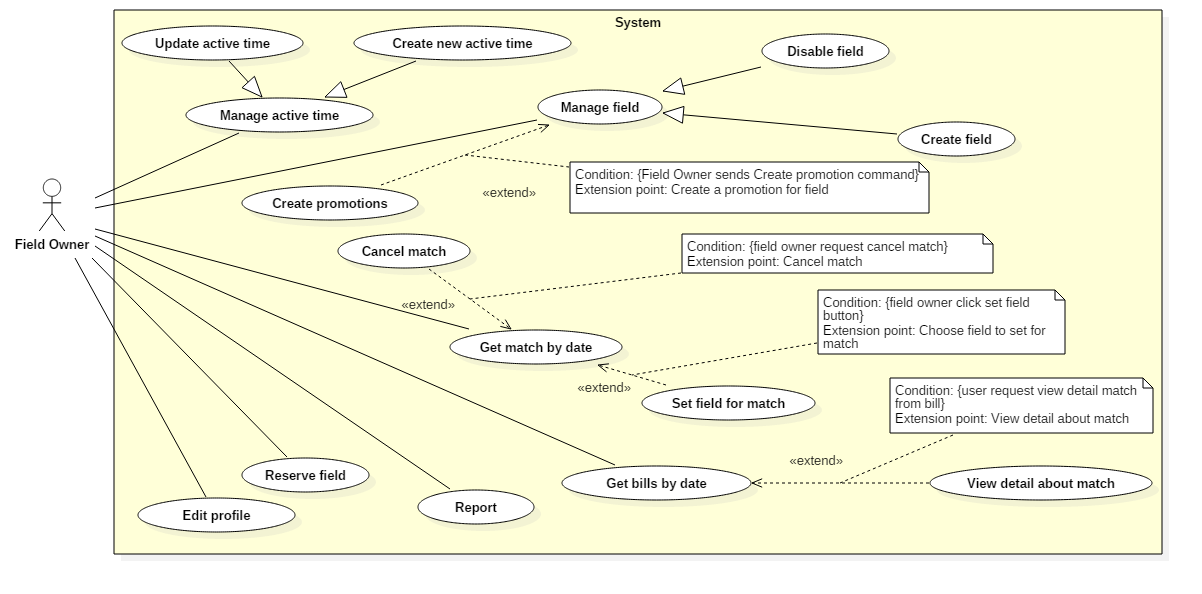 System
Update active time
Create new active time
Disable field
Manage active time
Manage field
Create field
Condition: {Field Owner sends Create promotion command}
Extension point: Create a promotion for field
«extend»
Create promotions
Field Owner
Cancel match
Condition: {field owner request cancel match}
Extension point: Cancel match
«extend»
Condition: {field owner click set field
button}
Extension point: Choose field to set for
match
Get match by date
«extend»
Set field for match
Condition: {user request view detail match
from bill}
Extension point: View detail about match
«extend»
Reserve field
Get bills by date
View detail about match
Edit profile
Report